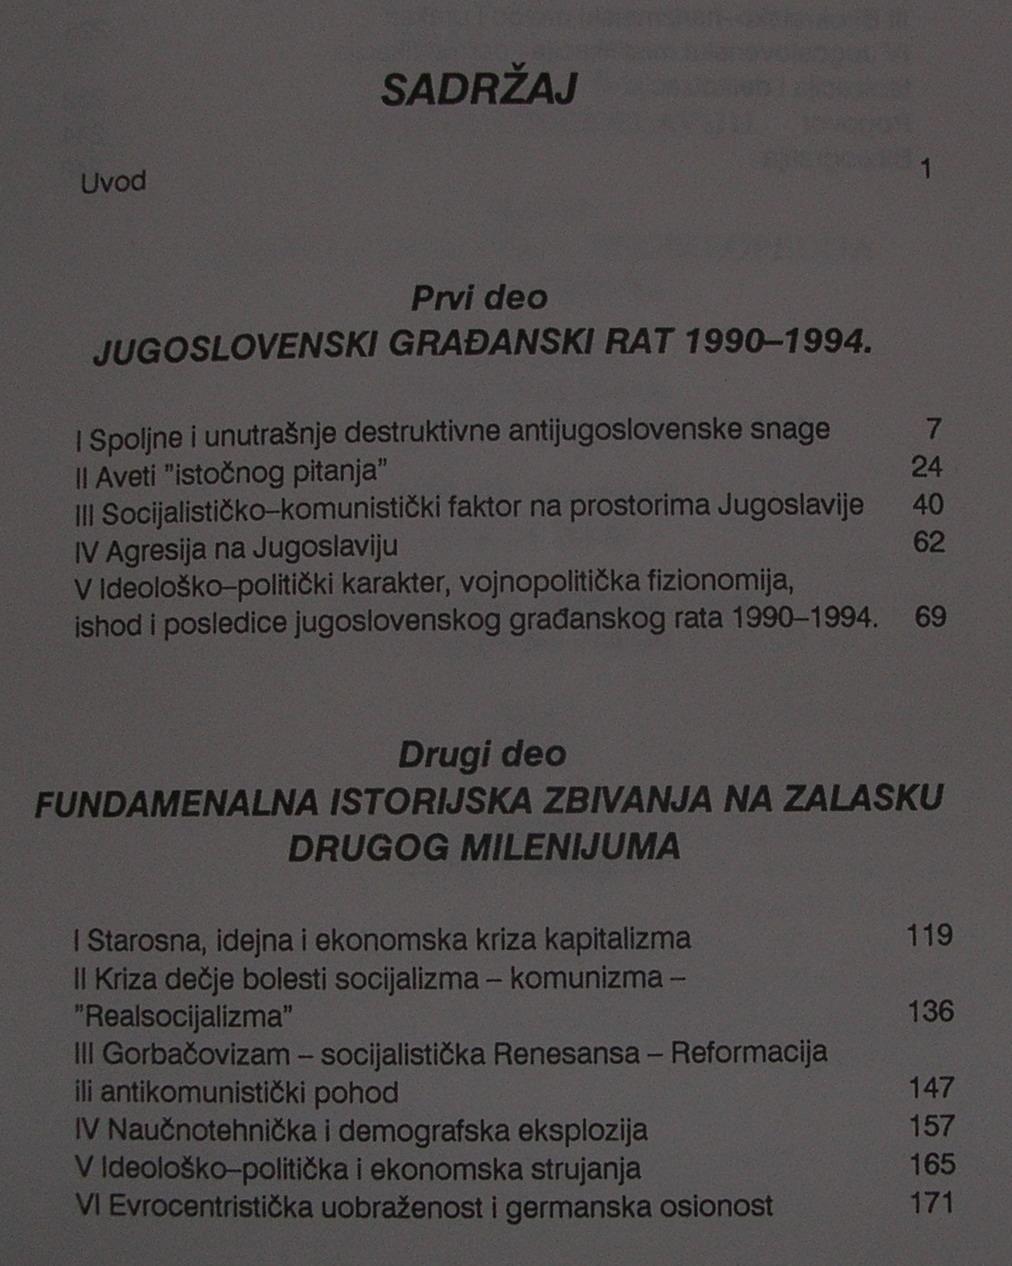 SADRŽAJ
Uvod 1
Prvi deo
JUGOSLOVENSKI GRAĐANSKI RAT 1990–1994.
I Spoljne i unutrašnje destruktivne antijugoslovenske snage 7
II Aveti "istočnog pitanja" 24
III Socijalističko–komunistički faktor na prostorima Jugoslavije 40
IV Agresija na Jugoslaviju 62
V Ideološko–politički karakter, vojnopolitička fizionomija,
ishod i posledice jugoslovenskog građanskog rata 1990–1994. 69
Drugi deo
FUNDAMENALNA ISTORIJSKA ZBIVANJA NA ZALASKU
DRUGOG MILENIJUMA
I Starosna, idejna i ekonomska kriza kapitalizma 119
II Kriza dečje bolesti socijalizma – komunizma –
"Realsocijalizma" 136
III Gorbačovizam – socijalistička Renesansa – Reformacija
ili antikomunistički pohod 147
IV Naučnotehnička i demografska eksplozija 157
V Ideološko–politička i ekonomska strujanja 165
VI Evrocentristička uobraženost i germanska osionost 171